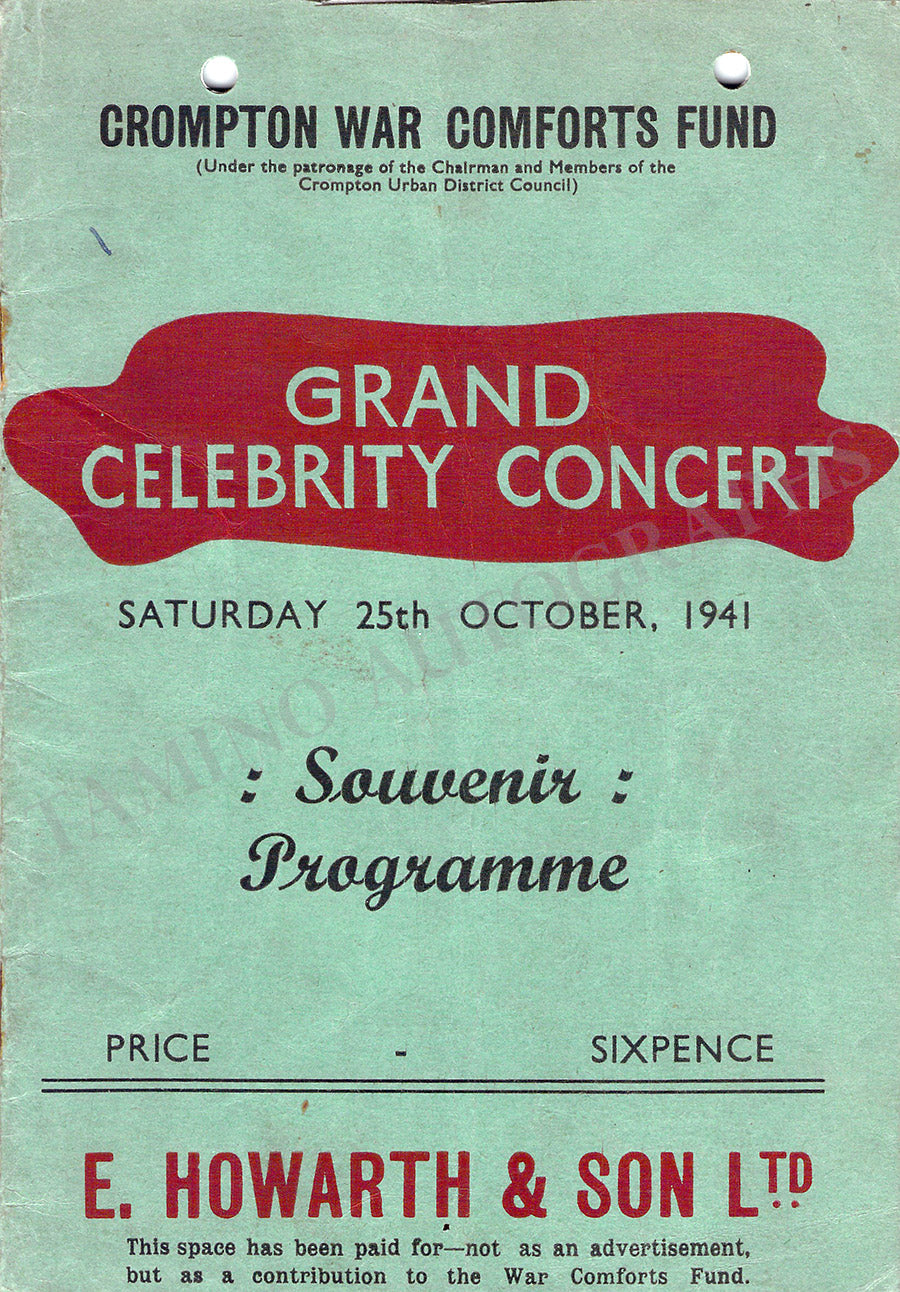 CROMPTON WAR COMFORTS FUND
(Under the patronage of the Chairman and Members of the
Crompton Urban District Council)
GRAND
CELEBRITY CONCERT
SATURDAY 25th OCTOBER, 1941
: Souvenir :
Programme
PRICE - SIXPENCE
E. HOWARTH & SON LTD
This space has been paid for—not as an advertisement,
but as a contribution to the War Comforts Fund.
TAMINO AUTOGRAPHS